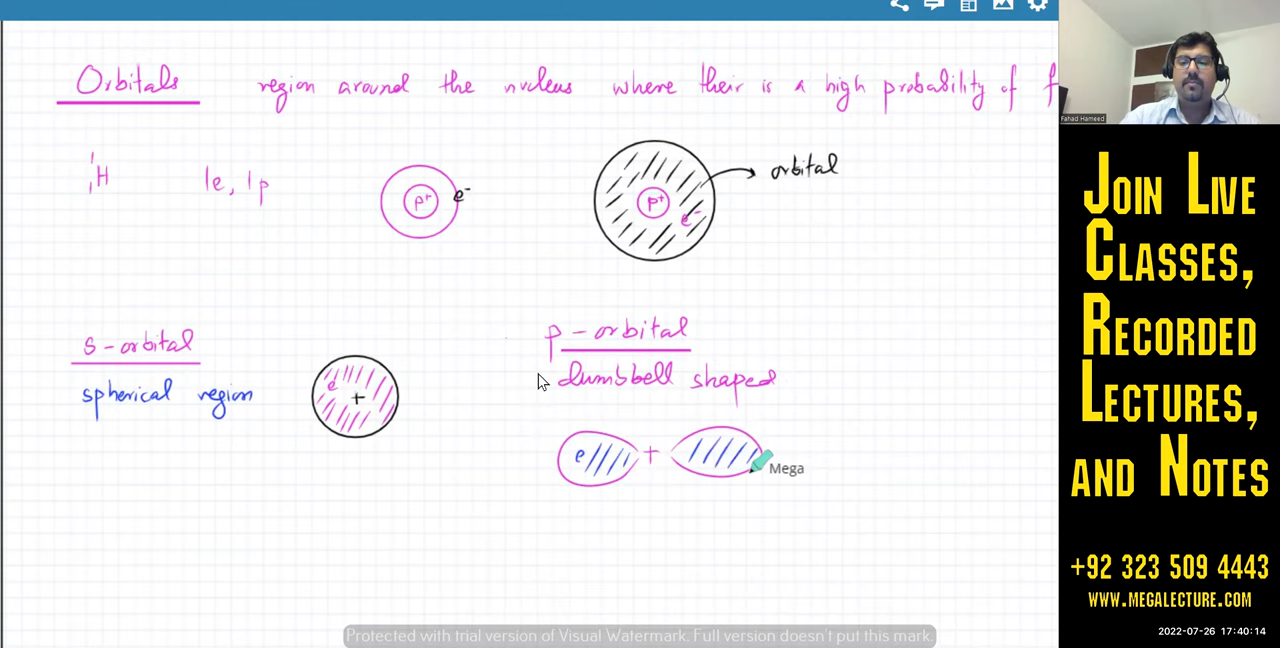 Orbitals region around the nucleus where their is a high probability of f
Fahad Hameed
1
1 H 1e, 1p p+ e- p+ e- orbital
s-orbital
spherical region
e +
p-orbital
dumbbell shaped
e +
Mega
JOIN LIVE
CLASSES,
RECORDED
LECTURES,
AND NOTES
+92 323 509 4443
WWW.MEGALECTURE.COM
2022-07-26 17:40:14
Protected with trial version of Visual Watermark. Full version doesn't put this mark.